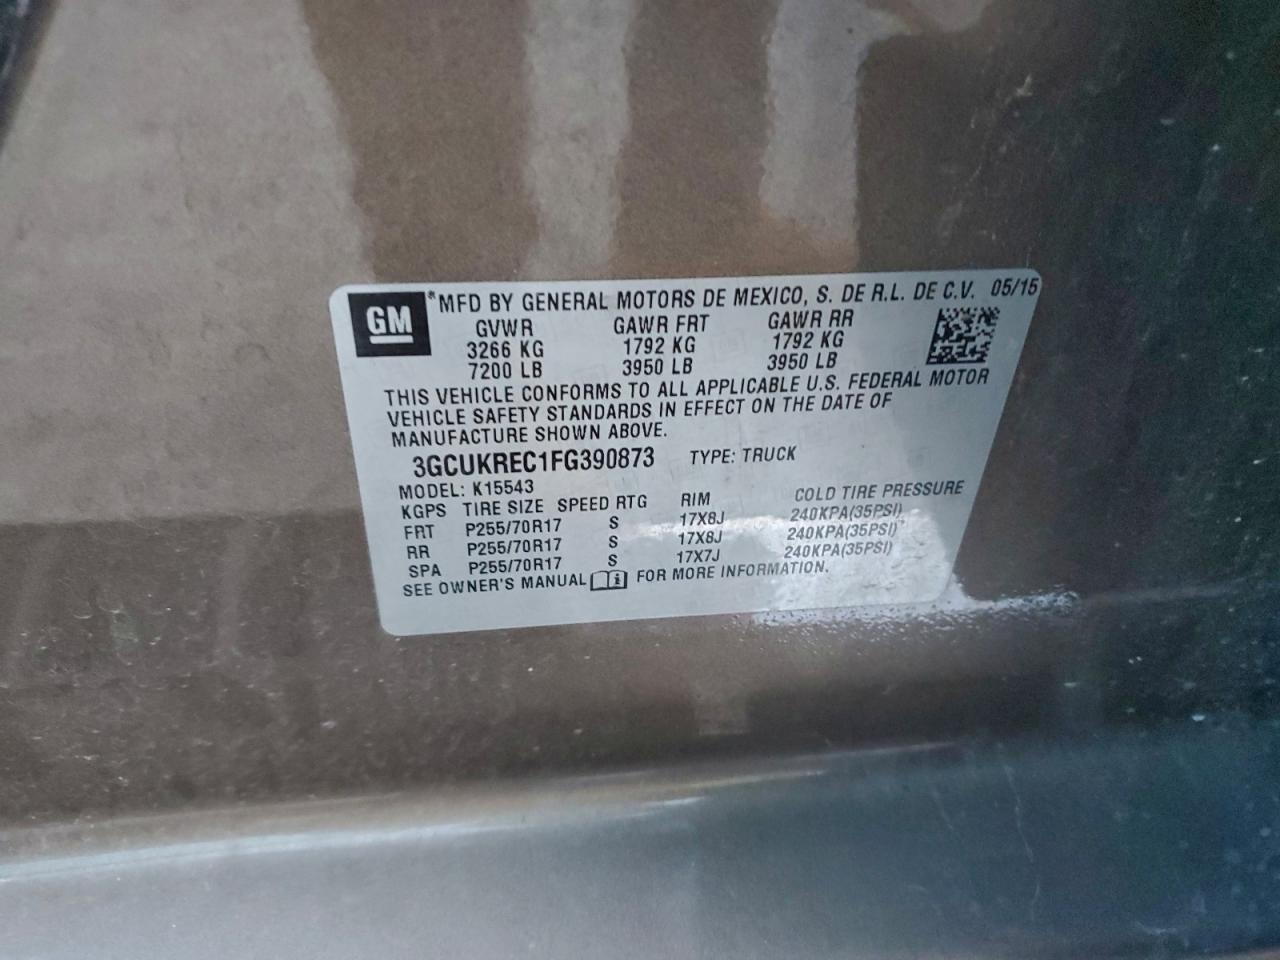 GM
®MFD BY GENERAL MOTORS DE MEXICO, S. DE R.L. DE C.V. 05/15
GVWR GAWR FRT GAWR RR
3266 KG 1792 KG 1792 KG
7200 LB 3950 LB 3950 LB
THIS VEHICLE CONFORMS TO ALL APPLICABLE U.S. FEDERAL MOTOR
VEHICLE SAFETY STANDARDS IN EFFECT ON THE DATE OF
MANUFACTURE SHOWN ABOVE.
3GCUKREC1FG390873 TYPE: TRUCK
MODEL: K15543
KGPS TIRE SIZE SPEED RTG RIM COLD TIRE PRESSURE
FRT P255/70R17 S 17X8J 240KPA(35PSI)
RR P255/70R17 S 17X8J 240KPA(35PSI)
SPA P255/70R17 S 17X7J 240KPA(35PSI)
SEE OWNER'S MANUAL FOR MORE INFORMATION.